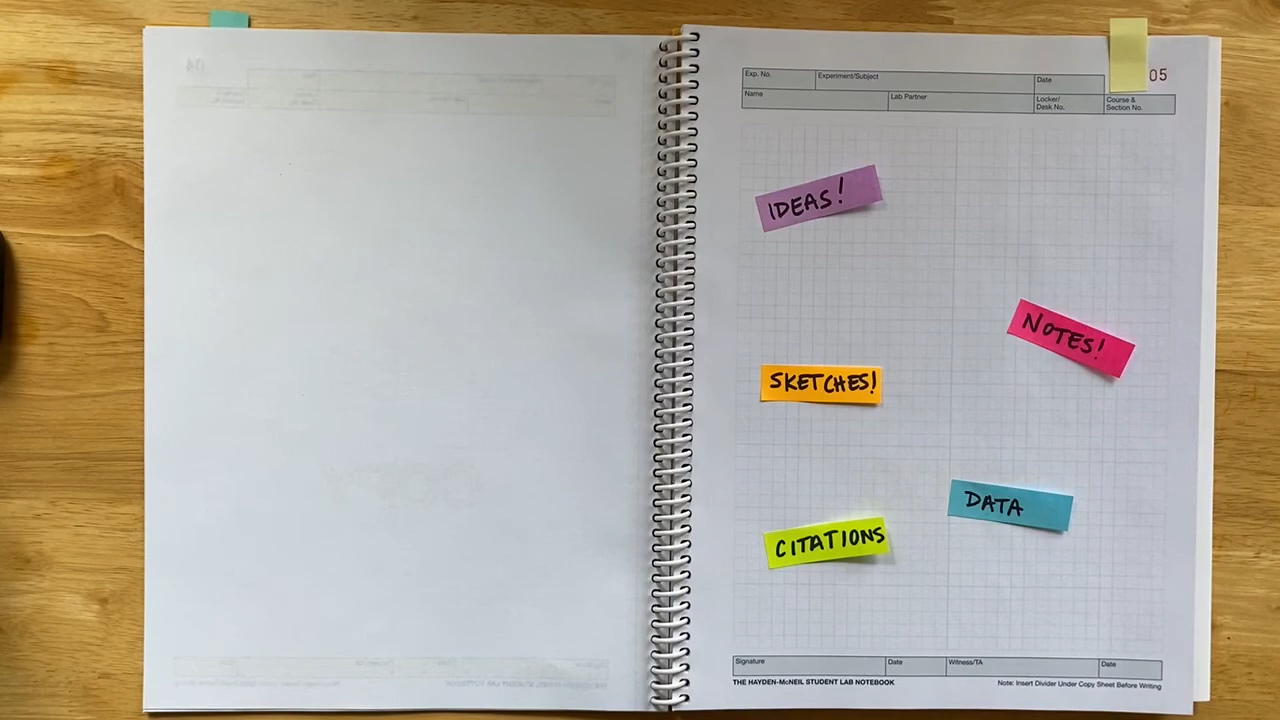 05
Exp. No.
Experiment/Subject
Date
Name
Lab Partner
Locker/
Desk No.
Course &
Section No.
IDEAS!
NOTES!
SKETCHES!
DATA
CITATIONS
Signature
Date
Witness/TA
Date
THE HAYDEN-McNEIL STUDENT LAB NOTEBOOK
Note: Insert Divider Under Copy Sheet Before Writing